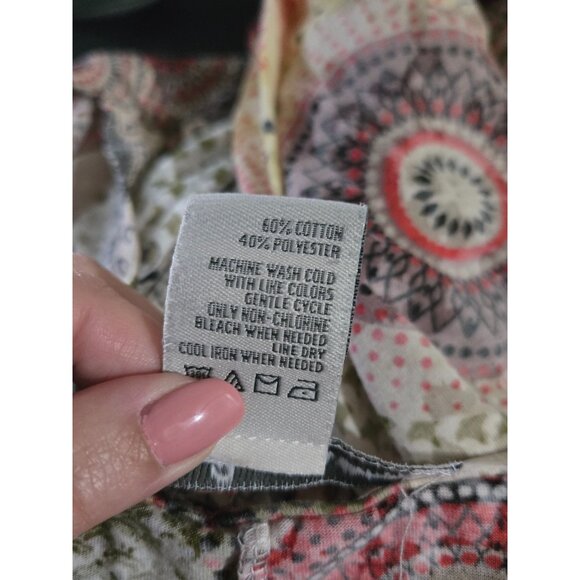 60% COTTON
40% POLYESTER
MACHINE WASH COLD
WITH LIKE COLORS
GENTLE CYCLE
ONLY NON-CHLORINE
BLEACH WHEN NEEDED
LIKE DRY
COOL IRON WHEN NEEDED